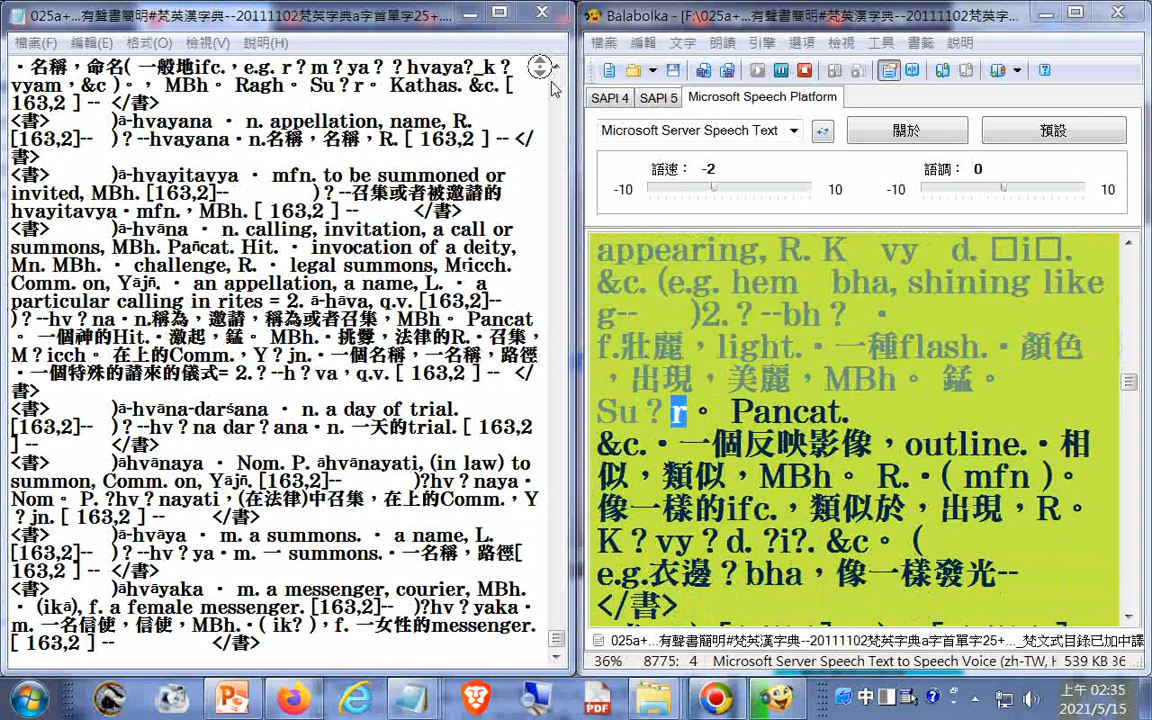 025a+...有聲書簡明#梵英漢字典--20111102梵英字典a字首單字25+...
檔案(F) 編輯(E) 格式(O) 檢視(V) 說明(H)
‧名稱，命名( 一般地ifc.，e.g. r？m？ya？？hvaya?_k？
vyam，&c )。， MBh。 Ragh。 Su？r。 Kathas. &c. [
163,2] -- </書>
<書> )ā-hvayana ‧ n. appellation, name, R.
[163,2]-- )？--hvayana‧n.名稱，名稱，R. [ 163,2 ] -- </
書>
<書> )ā-hvayitavya ‧ mfn. to be summoned or
invited, MBh. [163,2]-- )？--召集或者被邀請的
hvayitavya‧mfn.，MBh. [ 163,2 ] -- </書>
<書> )ā-hvāna ‧ n. calling, invitation, a call or
summons, MBh. Pañcat. Hit. ‧ invocation of a deity,
Mn. MBh. ‧ challenge, R. ‧ legal summons, Mṛicch.
Comm. on, Yājñ. ‧ an appellation, a name, L. ‧ a
particular calling in rites = 2. ā-hāva, q.v. [163,2]--
)？--hv？na‧n.稱為，邀請，稱為或者召集，MBh。 Pancat
。 一個神的Hit.‧激起，錳。 MBh.‧挑釁，法律的R.‧召集，
M？icch。 在上的Comm.，Y？jn.‧一個名稱，一名稱，路徑
‧一個特殊的請來的儀式= 2.？--h？va，q.v. [ 163,2 ] -- </
書>
<書> )ā-hvāna-darśana ‧ n. a day of trial.
[163,2]-- )？--hv？na dar？ana‧n. 一天的trial. [ 163,2
] -- </書>
<書> )āhvānaya ‧ Nom. P. āhvānayati, (in law) to
summon, Comm. on, Yājñ. [163,2]-- )?hv？naya‧
Nom。 P. ?hv？nayati，(在法律)中召集，在上的Comm.，Y
？jn. [ 163,2 ] -- </書>
<書> )ā-hvāya ‧ m. a summons. ‧ a name, L.
[163,2]-- )？--hv？ya‧m. 一 summons.‧一名稱，路徑[
163,2 ] -- </書>
<書> )āhvāyaka ‧ m. a messenger, courier, MBh.
‧ (ikā), f. a female messenger. [163,2]-- )?hv？yaka‧
m. 一名信使，信使，MBh.‧( ik？)，f. 一女性的messenger.
[ 163,2 ] -- </書>
Balabolka - [F:\025a+...有聲書簡明#梵英漢字典--20111102梵英字...
檔案 編輯 文字 朗讀 引擎 選項 檢視 工具 書籤 說明
SAPI 4 SAPI 5 Microsoft Speech Platform
Microsoft Server Speech Text 關於 預設
語速： -2 語調： 0
-10 10 -10 10
appearing, R. K vy d. □i□.
&c. (e.g. hem bha, shining like
g-- )2.？--bh？ ‧
f.壯麗，light.‧一種flash.‧顏色
，出現，美麗，MBh。 錳。
Su？r。 Pancat.
&c.‧一個反映影像，outline.‧相
似，類似，MBh。 R.‧( mfn )。
像一樣的ifc.，類似於，出現，R。
K？vy？d. ?i?. &c。 (
e.g.衣邊？bha，像一樣發光--
</書>
025a+...有聲書簡明#梵英漢字典--20111102梵英字典a字首單字25+..._梵文式目錄已加中譯
36% 8775: 4 Microsoft Server Speech Text to Speech Voice (zh-TW, H 539 KB 36
中 上午 02:35
PDF
2021/5/15